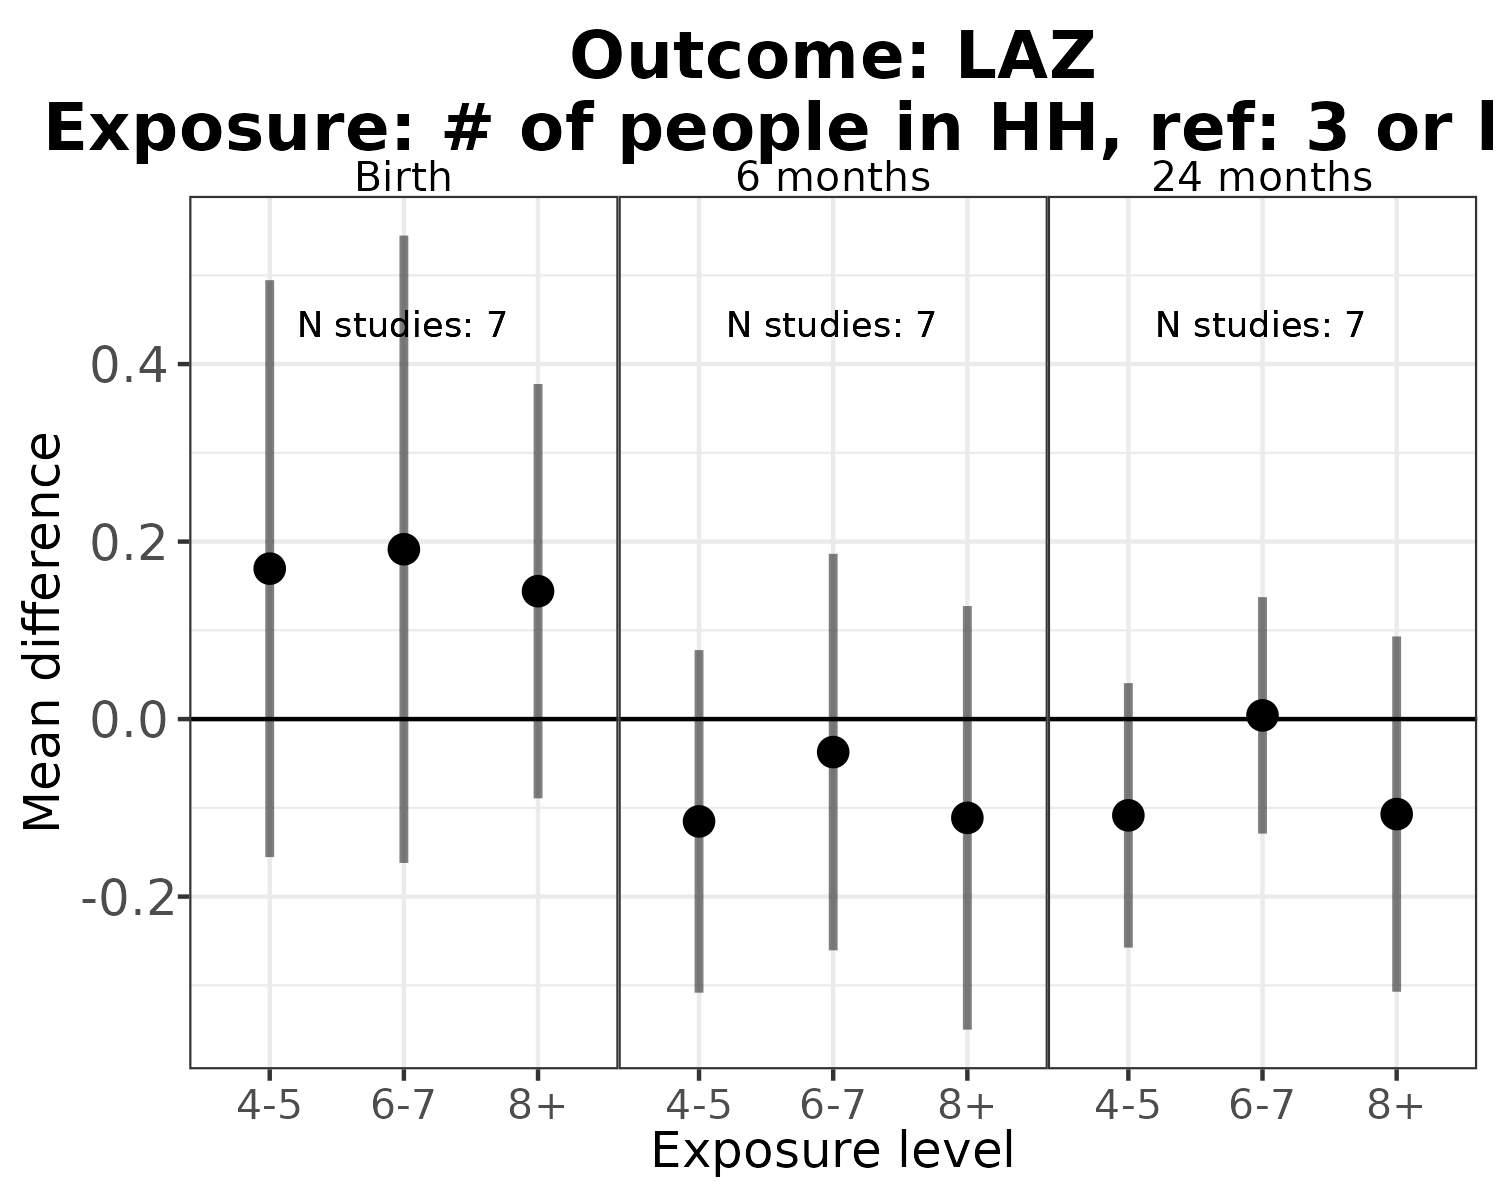 Outcome: LAZ
Exposure: # of people in HH, ref: 3 or
Birth
6 months
24 months
N studies: 7
N studies: 7
N studies: 7
0.4
0.2
0.0
-0.2
Mean difference
4-5
6-7
8+
4-5
6-7
8+
4-5
6-7
8+
Exposure level